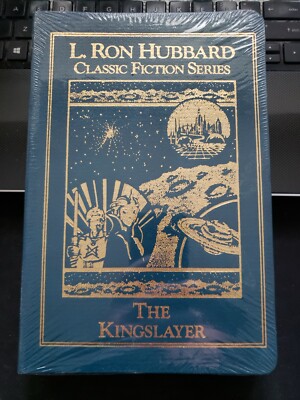 L. RON HUBBARD
CLASSIC FICTION SERIES
THE
KINGSLAYER